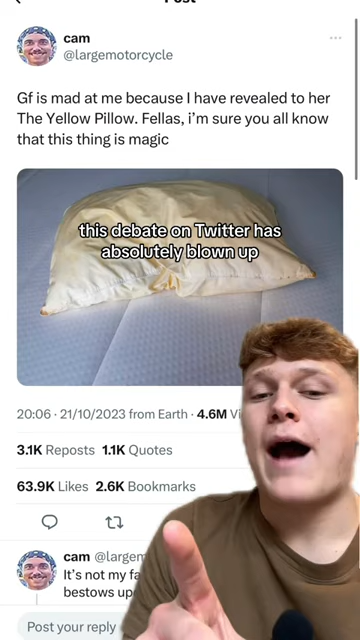 Post
cam
@largemotorcycle
Gf is mad at me because I have revealed to her
The Yellow Pillow. Fellas, i'm sure you all know
that this thing is magic
this debate on Twitter has
absolutely blown up
20:06 · 21/10/2023 from Earth · 4.6M
3.1K Reposts 1.1K Quotes
63.9K Likes 2.6K Bookmarks
cam
It's not my
bestows
Post your reply